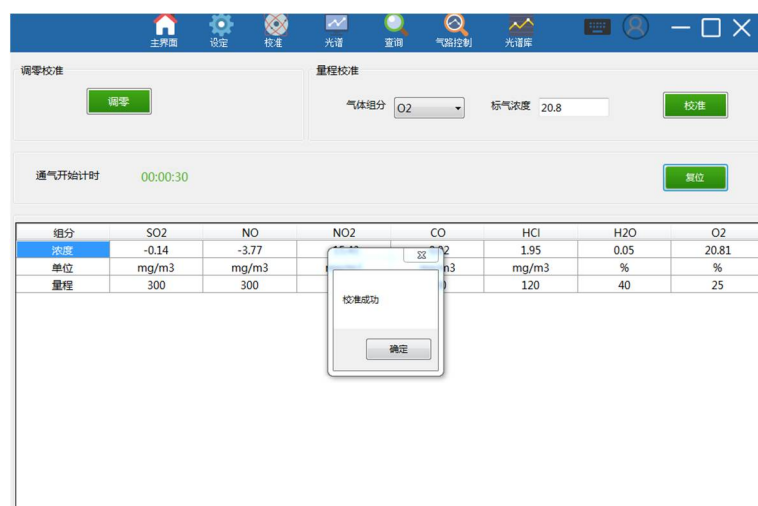 主界面 设定 校准 光谱 查询 气路控制 光谱库
调零校准 量程校准
调零 气体组分 O2 标气浓度 20.8 校准
通气开始计时 00:00:30 复位
组分 SO2 NO NO2 CO HCl H2O O2
浓度 -0.14 -3.77 1.95 0.05 20.81
单位 mg/m3 mg/m3 mg/m3 % %
量程 300 300 120 40 25
校准成功
确定